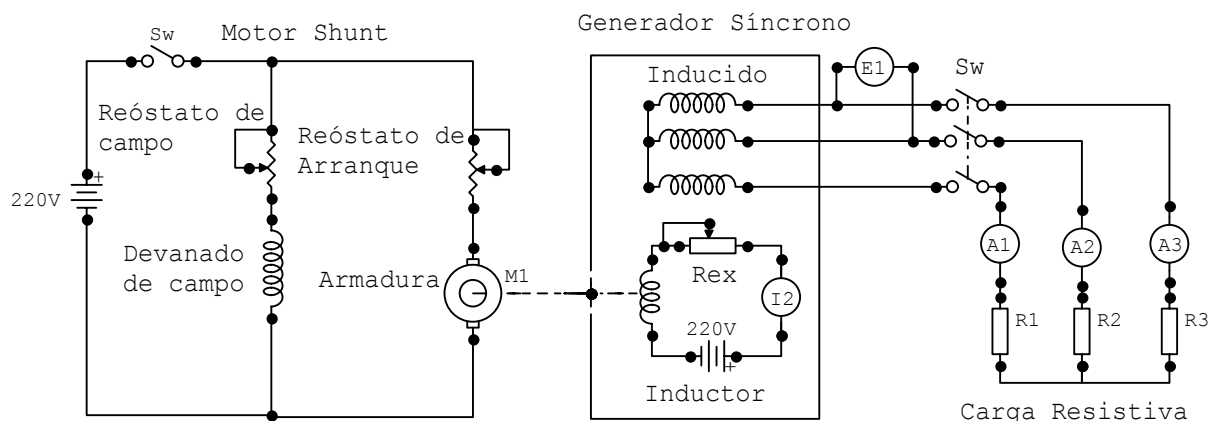 Generador Síncrono
Sw
Motor Shunt
Inducido
E1
Sw
Reóstato de
campo
Reóstato de
Arranque
+
220V
Devanado
de campo
Armadura
M1
Rex
I2
220V
+
Inductor
A1
A2
A3
R1
R2
R3
Carga Resistiva